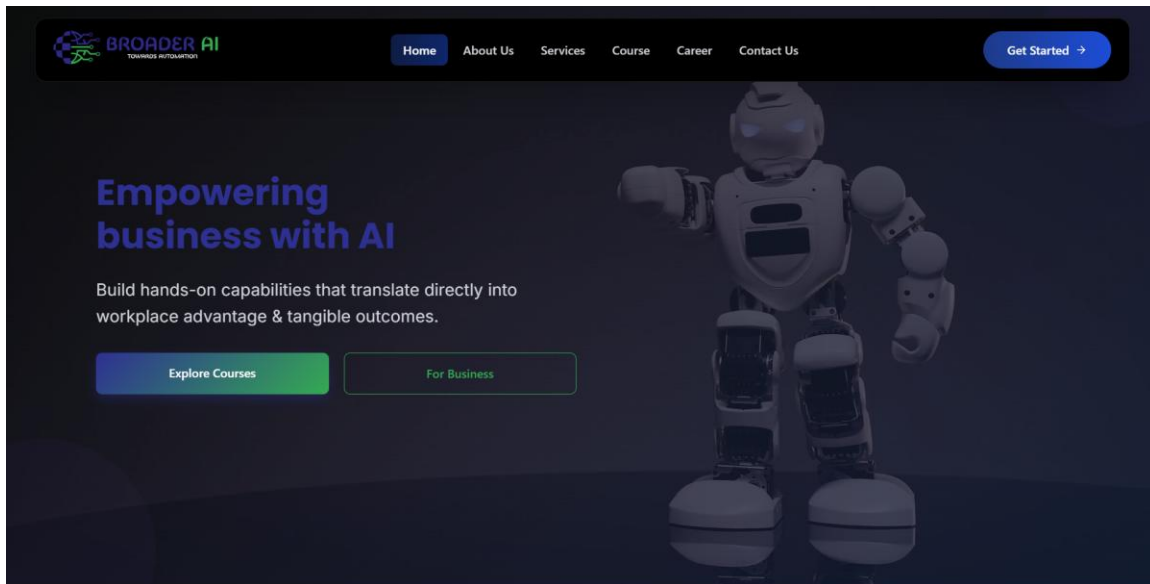 BROADER AI
TOWARDS AUTOMATION
Home
About Us
Services
Course
Career
Contact Us
Get Started →
Empowering
business with AI
Build hands-on capabilities that translate directly into
workplace advantage & tangible outcomes.
Explore Courses
For Business